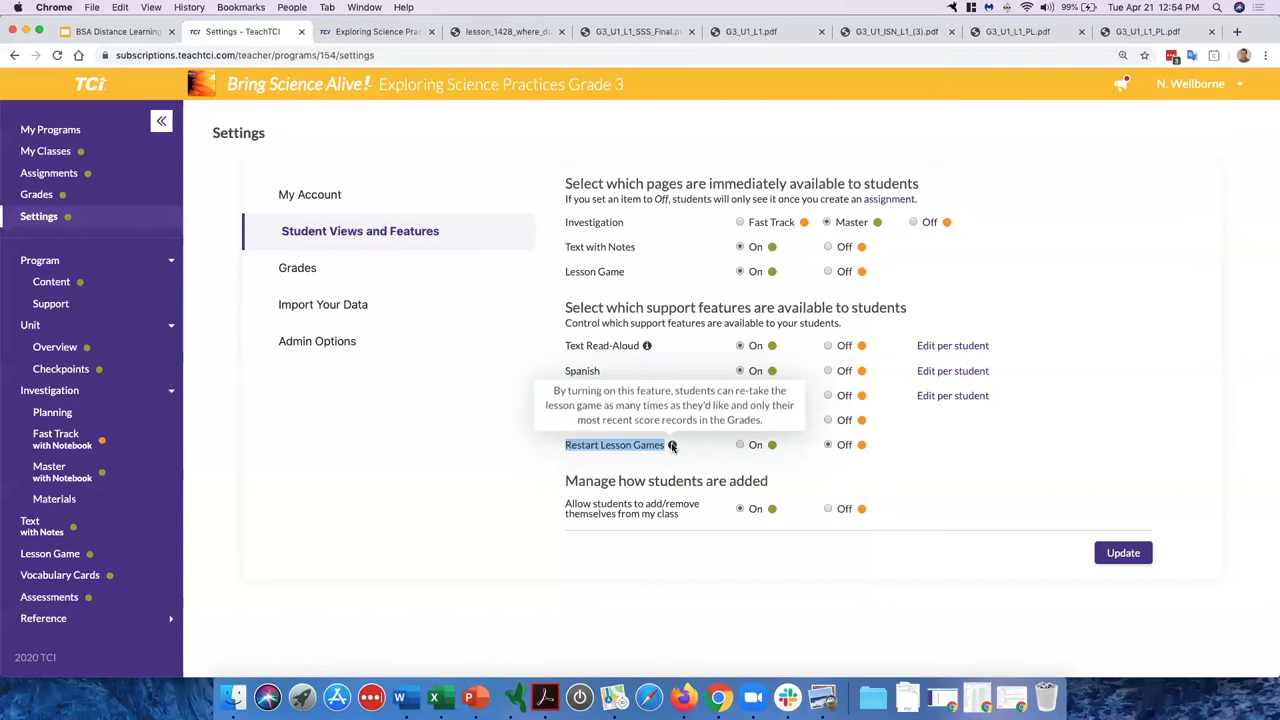 Chrome File Edit View History Bookmarks People Tab Window Help 99% Tue Apr 21 12:54 PM
BSA Distance Learning
Settings - TeachTCI
Exploring Science Prac
lesson_1428_where_d
G3_U1_L1_SSS_Final.p
G3_U1_L1.pdf
G3_U1_ISN_L1_(3).pdf
G3_U1_L1_PL.pdf
G3_U1_L1_PL.pdf
subscriptions.teachtci.com/teacher/programs/154/settings
3
TCi
Bring Science Alive!- Exploring Science Practices Grade 3
N. Wellborne
My Programs
My Classes
Assignments
Grades
Settings
Program
Content
Support
Unit
Overview
Checkpoints
Investigation
Planning
Fast Track
with Notebook
Master
with Notebook
Materials
Text
with Notes
Lesson Game
Vocabulary Cards
Assessments
Reference
2020 TCI
Settings
My Account
Student Views and Features
Grades
Import Your Data
Admin Options
Select which pages are immediately available to students
If you set an item to Off, students will only see it once you create an assignment.
Investigation Fast Track Master Off
Text with Notes On Off
Lesson Game On Off
Select which support features are available to students
Control which support features are available to your students.
Text Read-Aloud On Off Edit per student
Spanish On Off Edit per student
Off Edit per student
Off
By turning on this feature, students can re-take the
lesson game as many times as they'd like and only their
most recent score records in the Grades.
Restart Lesson Games On Off
Manage how students are added
Allow students to add/remove
themselves from my class On Off
Update